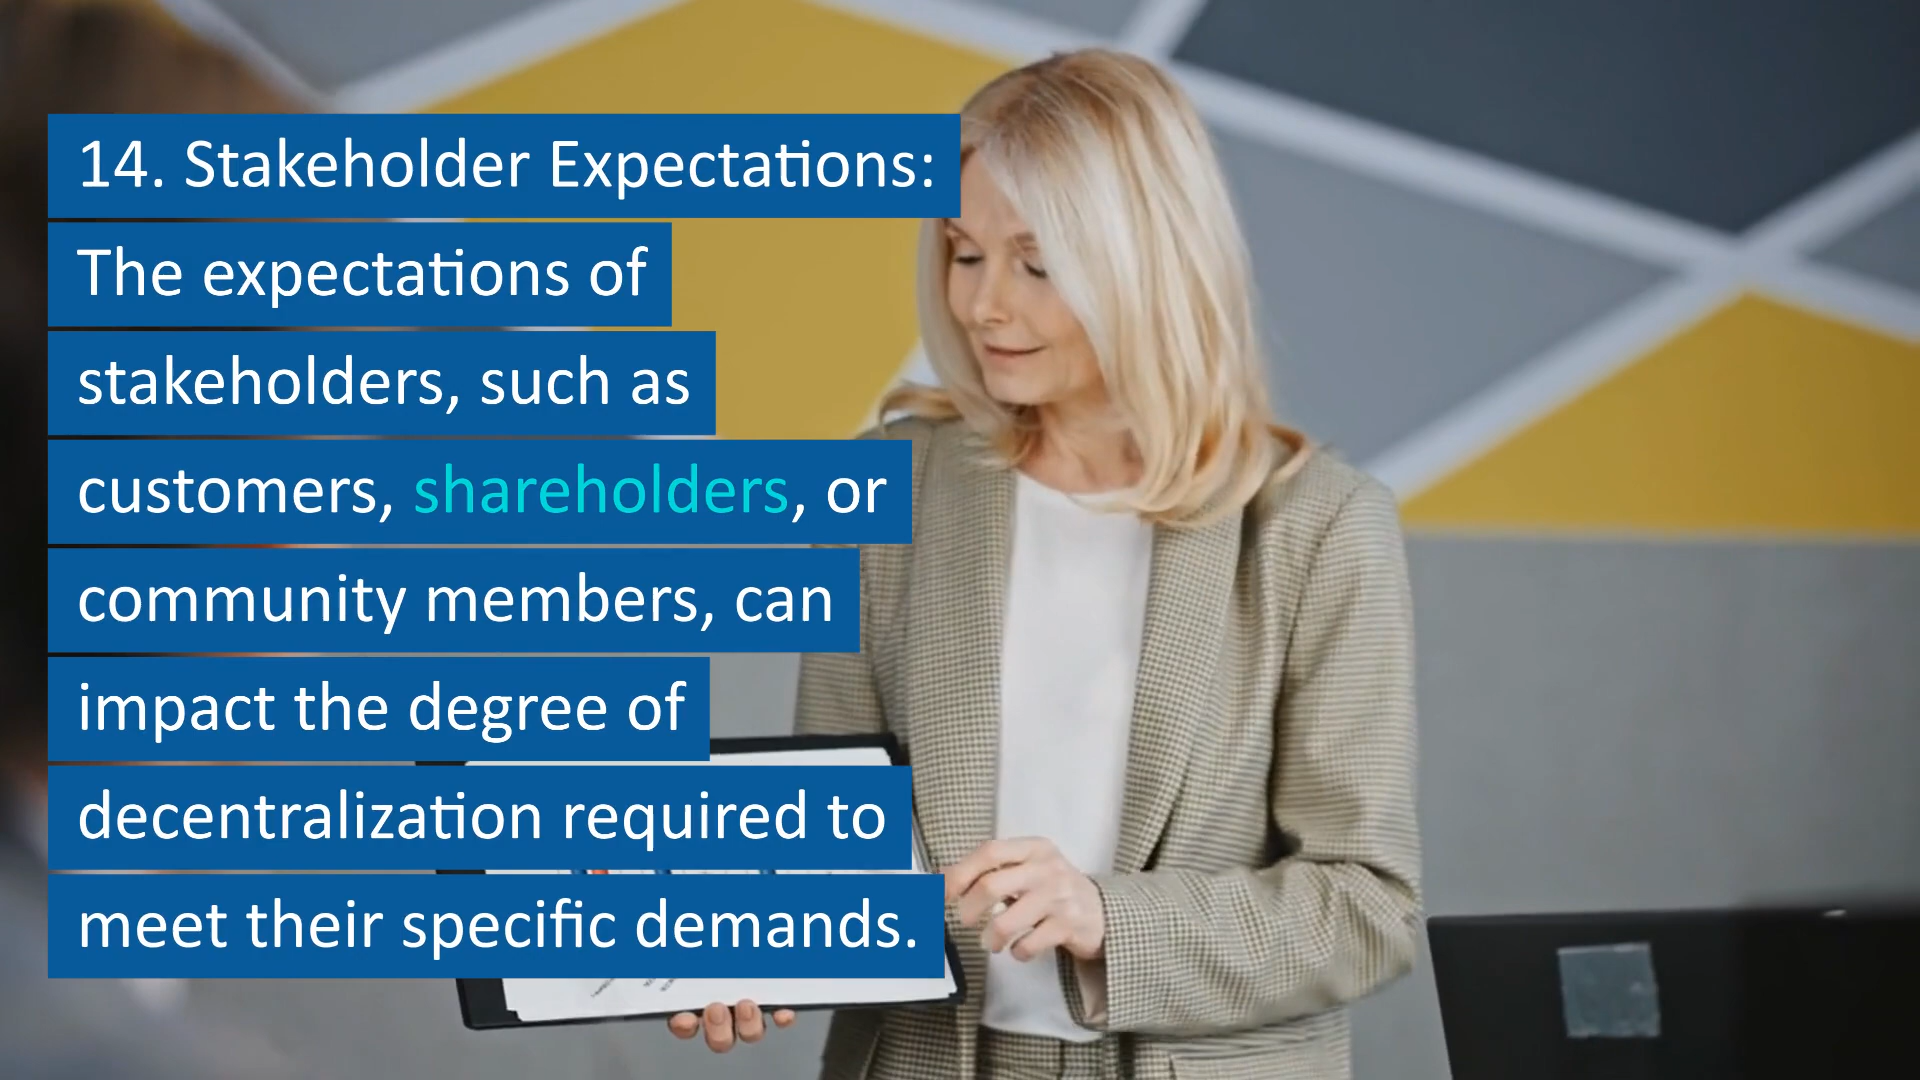 14. Stakeholder Expectations:
The expectations of
stakeholders, such as
customers, shareholders, or
community members, can
impact the degree of
decentralization required to
meet their specific demands.